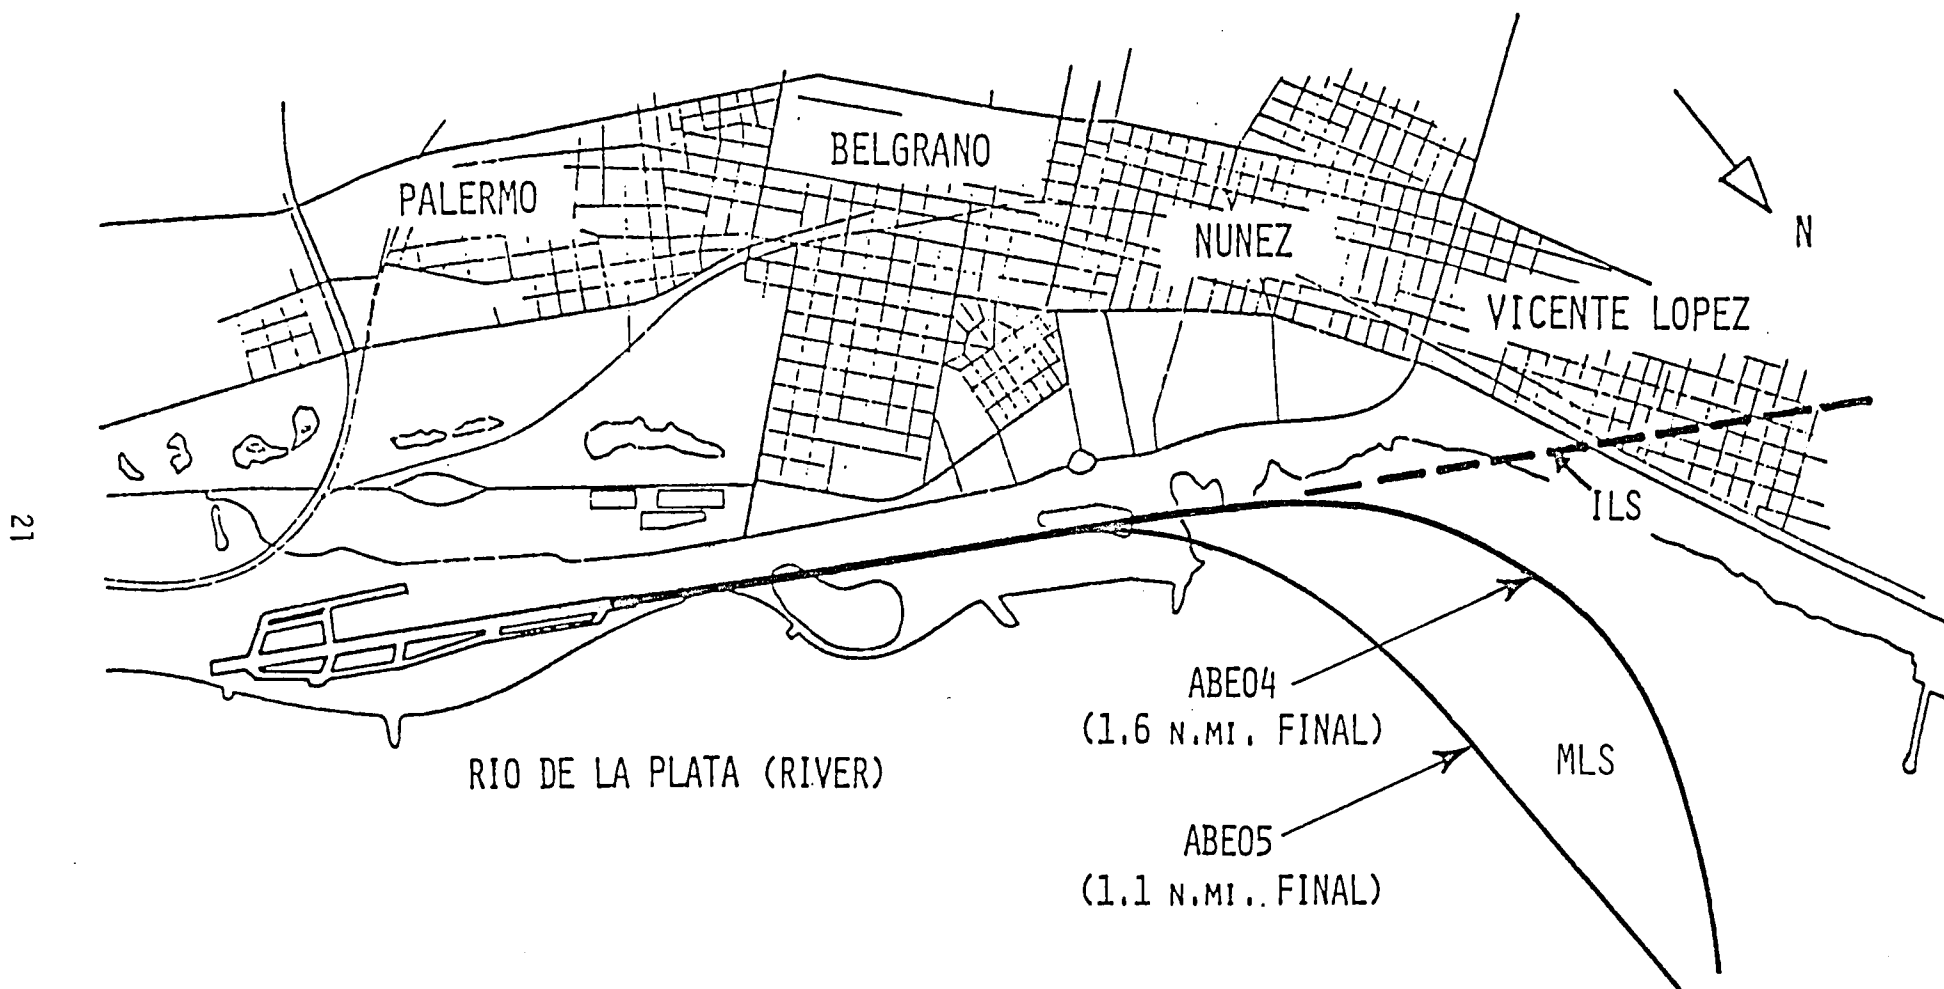 BELGRANO
PALERMO
NUNEZ
N
VICENTE LOPEZ
ILS
21
ABE04
(1.6 N.MI. FINAL)
MLS
RIO DE LA PLATA (RIVER)
ABE05
(1.1 N.MI.. FINAL)